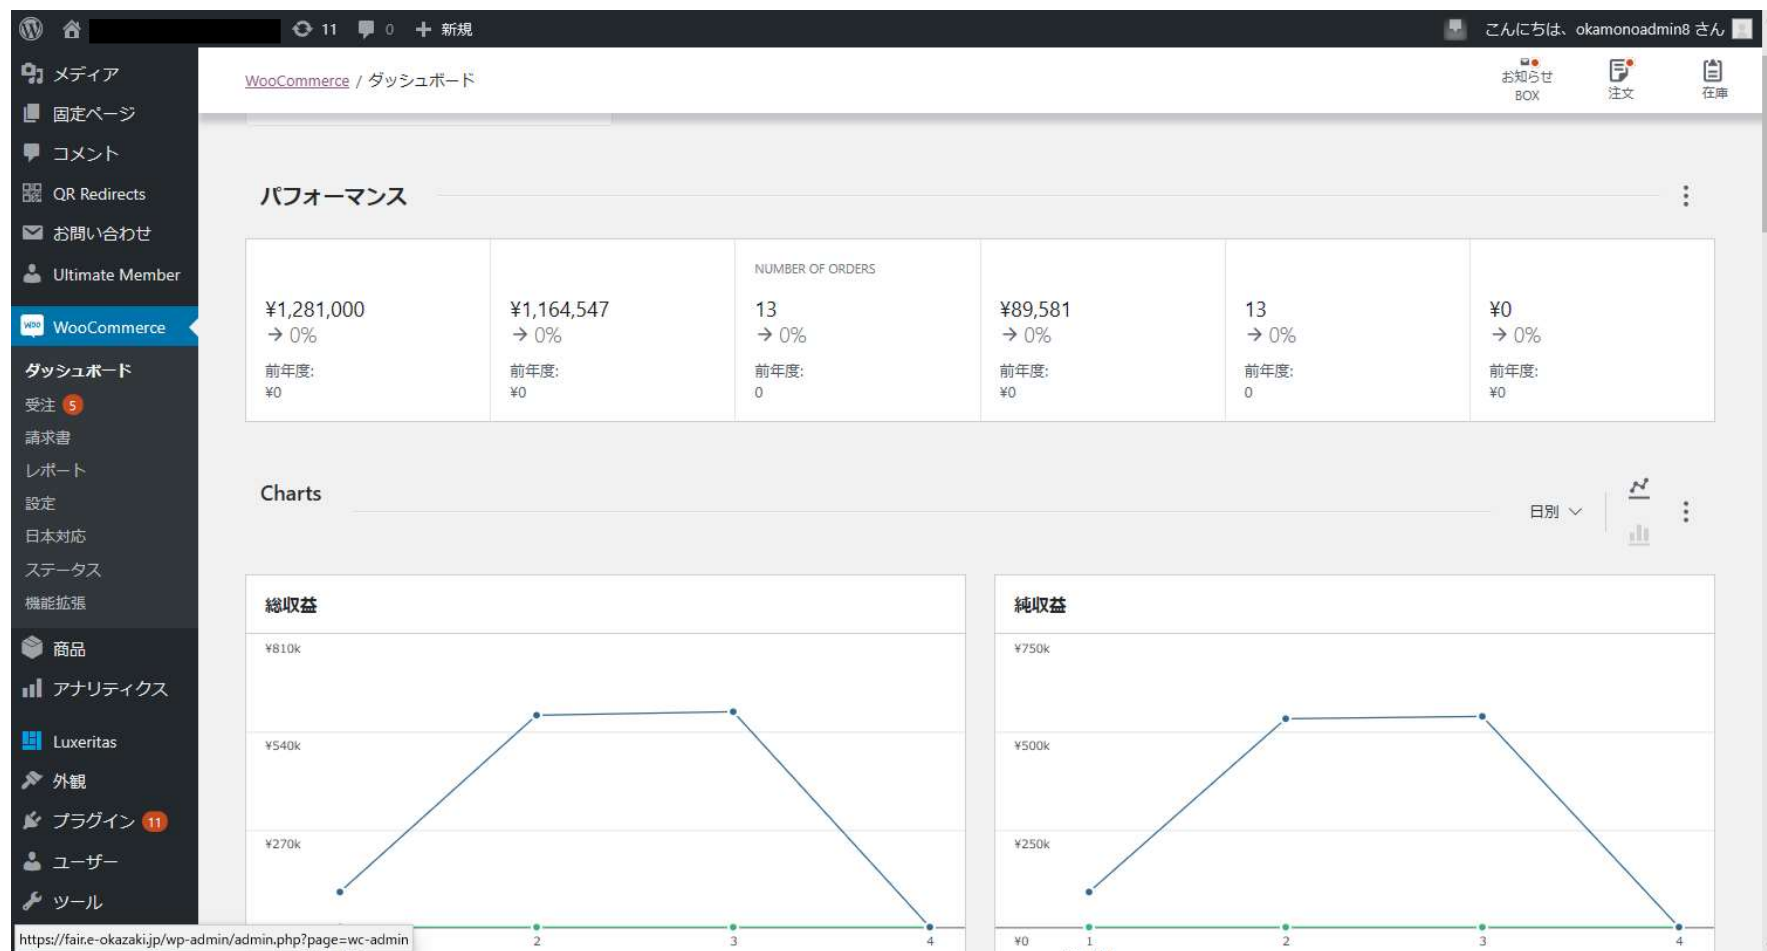 11 0 新規
こんにちは、okamonoadmin8 さん
メディア
固定ページ
コメント
QR Redirects
お問い合わせ
Ultimate Member
woo WooCommerce
ダッシュボード
受注 5
請求書
レポート
設定
日本対応
ステータス
機能拡張
商品
アナリティクス
Luxeritas
外観
プラグイン 11
ユーザー
ツール
https://fair.e-okazaki.jp/wp-admin/admin.php?page=wc-admin
WooCommerce / ダッシュボード
お知らせ
BOX
注文
在庫
パフォーマンス
¥1,281,000
→ 0%
前年度:
¥0
¥1,164,547
→ 0%
前年度:
¥0
NUMBER OF ORDERS
13
→ 0%
前年度:
0
¥89,581
→ 0%
前年度:
¥0
13
→ 0%
前年度:
0
¥0
→ 0%
前年度:
¥0
Charts
日別
総収益
¥810k
¥540k
¥270k
2 3 4
純収益
¥750k
¥500k
¥250k
¥0 1 2 3 4